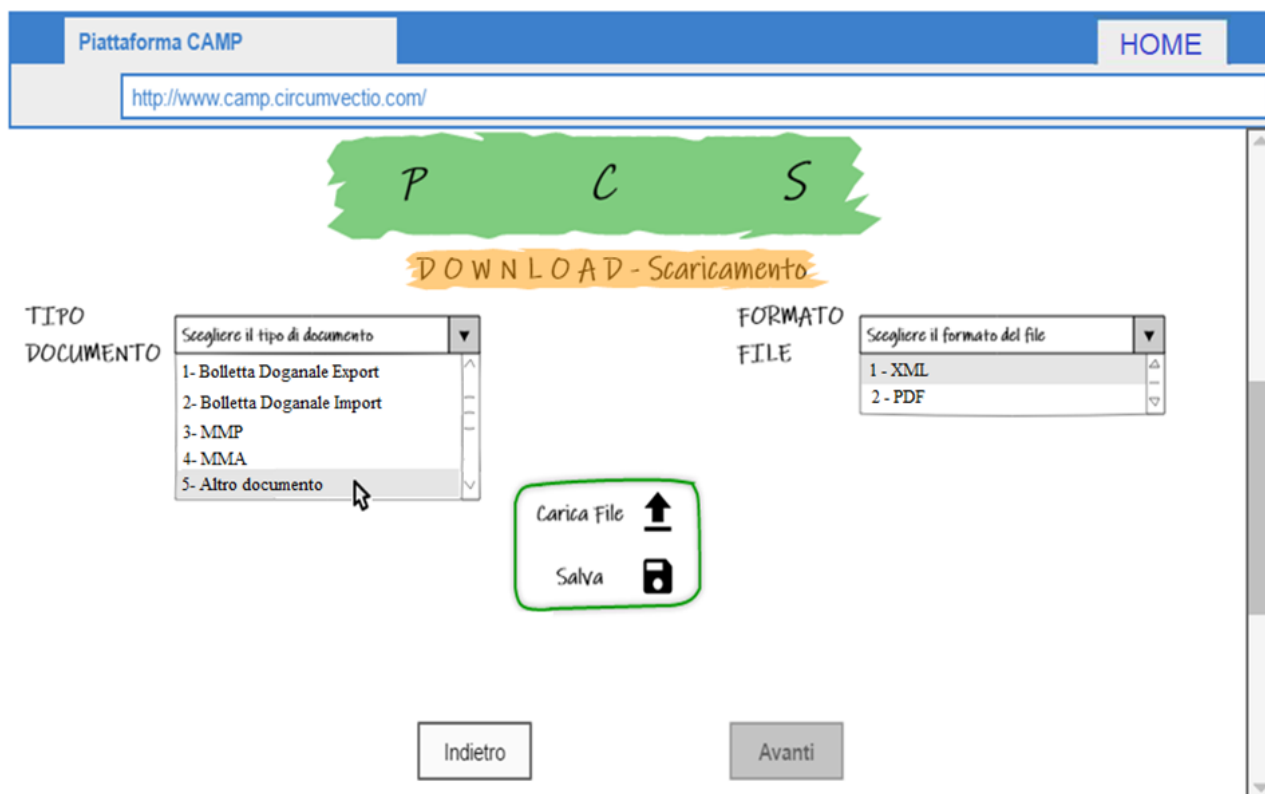 Piattaforma CAMP
HOME
http://www.camp.circumvectio.com/
P C S
D O W N L O A D - Scaricamento
TIPO
DOCUMENTO
Scegliere il tipo di documento
1- Bolletta Doganale Export
2- Bolletta Doganale Import
3- MMP
4- MMA
5- Altro documento
FORMATO
FILE
Scegliere il formato del file
1 - XML
2 - PDF
Carica File
Salva
Indietro
Avanti